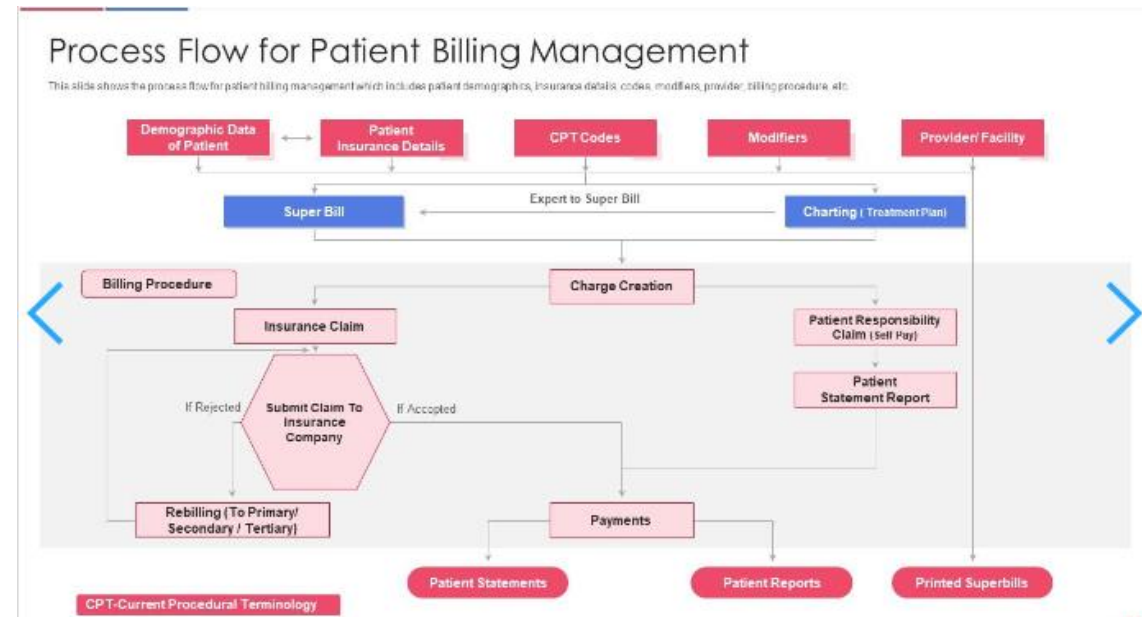 Process Flow for Patient Billing Management
This slide shows the process flow for patient billing management which includes patient demographics, insurance details, codes, modifiers, provider, billing procedure, etc.
Demographic Data
of Patient
Patient
Insurance Details
CPT Codes
Modifiers
Provider/ Facility
Super Bill
Expert to Super Bill
Charting ( Treatment Plan)
Billing Procedure
Charge Creation
Insurance Claim
Patient Responsibility
Claim (Self Pay)
Patient
Statement Report
If Rejected
Submit Claim To
Insurance
Company
If Accepted
Rebilling (To Primary/
Secondary / Tertiary)
Payments
Patient Statements
Patient Reports
Printed Superbills
CPT-Current Procedural Terminology